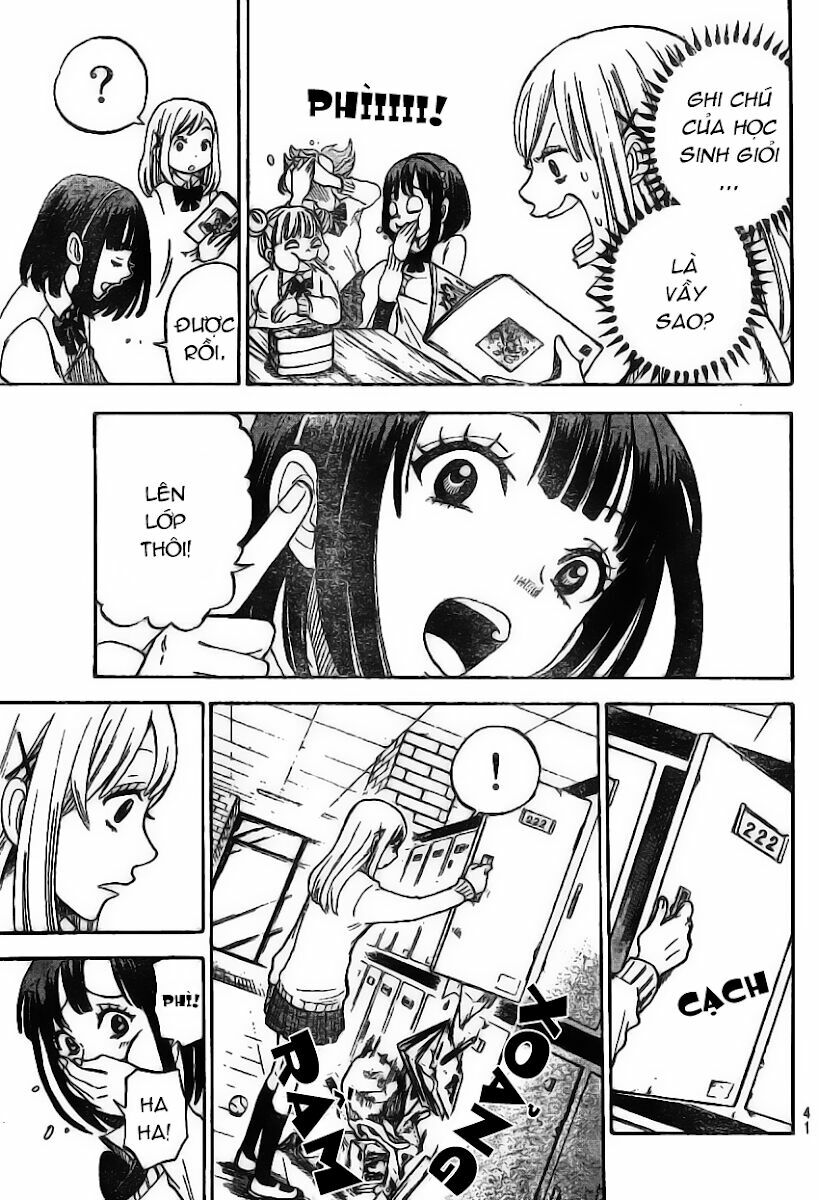 GHI CHÚ
CỦA HỌC
SINH GIỎI
...
LÀ
VẦY
SAO?
PHÌIIIII!
?
ĐƯỢC
RỒI,
LÊN
LỚP
THÔI!
222
CẠCH
!
222
XOẢNG
RẦM
PHÌ!
HA
HA!
41